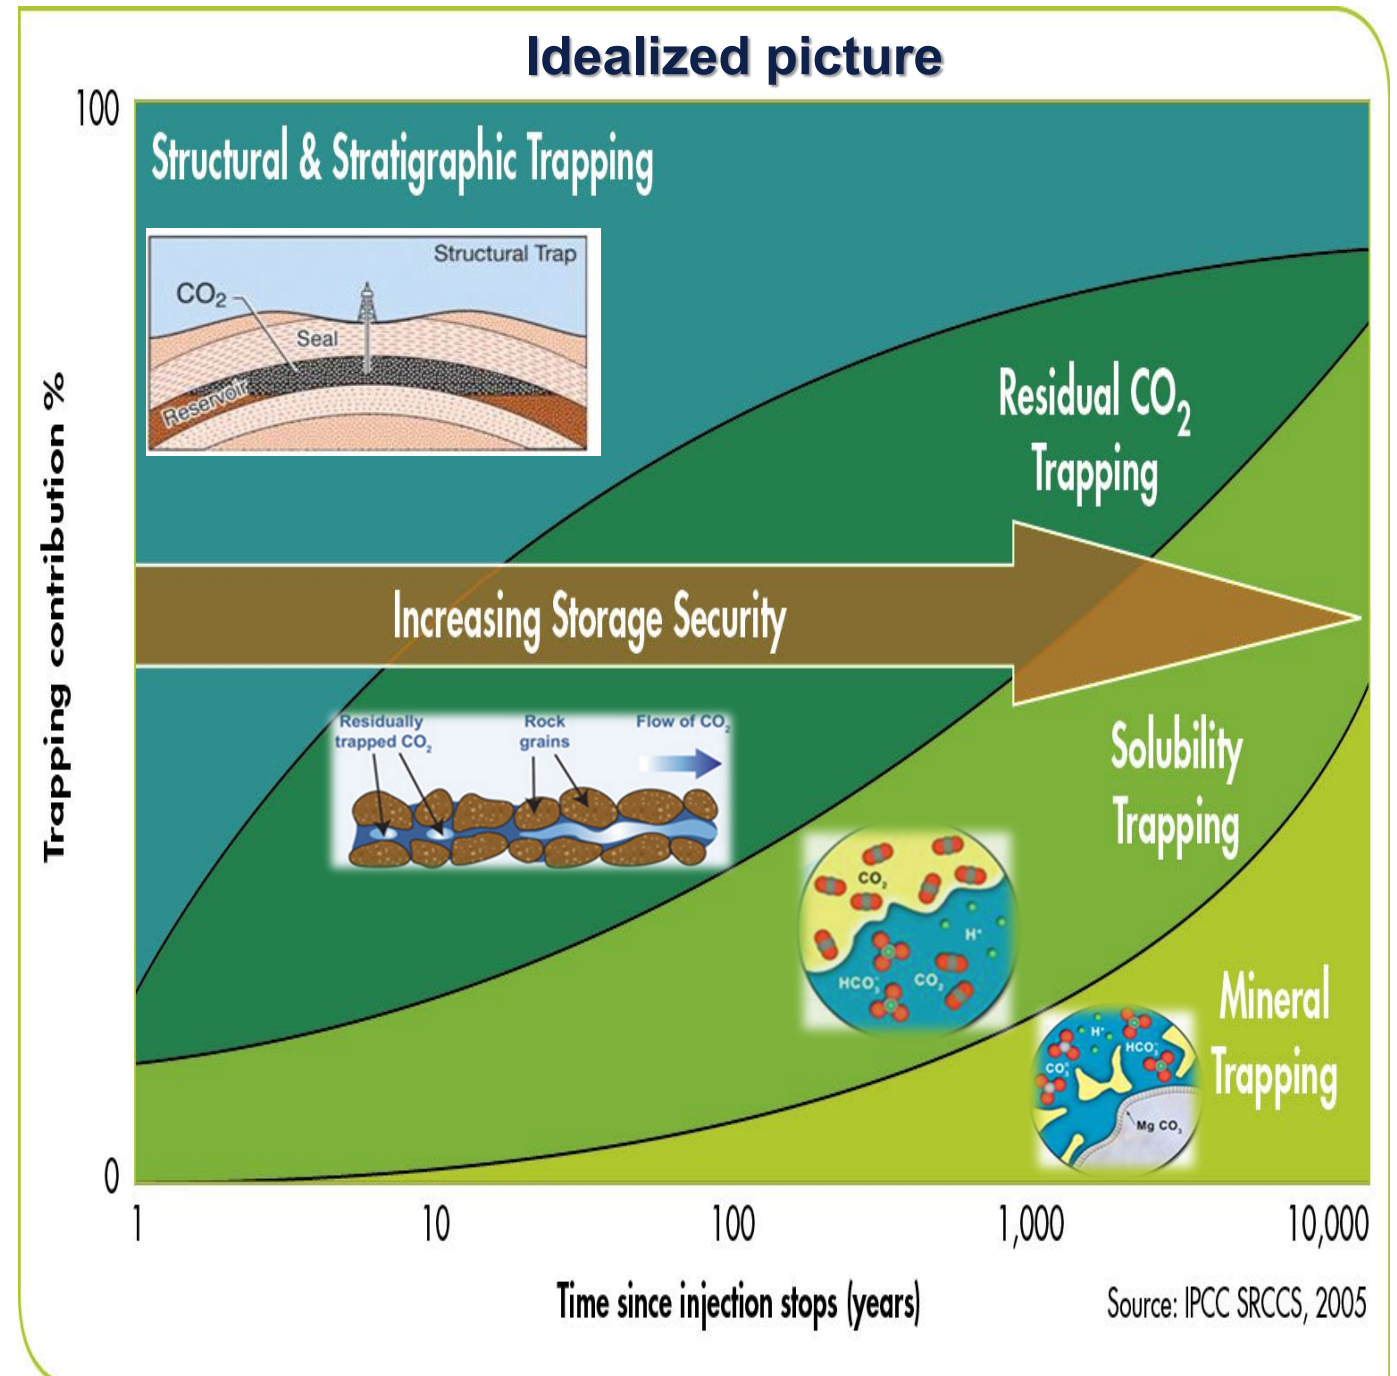 Idealized picture
100
Structural & Stratigraphic Trapping
Structural Trap
CO₂
Seal
Reservoir
Residual CO₂
Trapping
Increasing Storage Security
Residually
trapped CO₂
Rock
grains
Flow of CO₂
Solubility
Trapping
CO₂
H⁺
HCO₃⁻
CO₂
Mineral
Trapping
H⁺
HCO₃⁻
CO₃⁼
Mg CO₃
Trapping contribution %
0
1
10
100
1,000
10,000
Time since injection stops (years)
Source: IPCC SRCCS, 2005